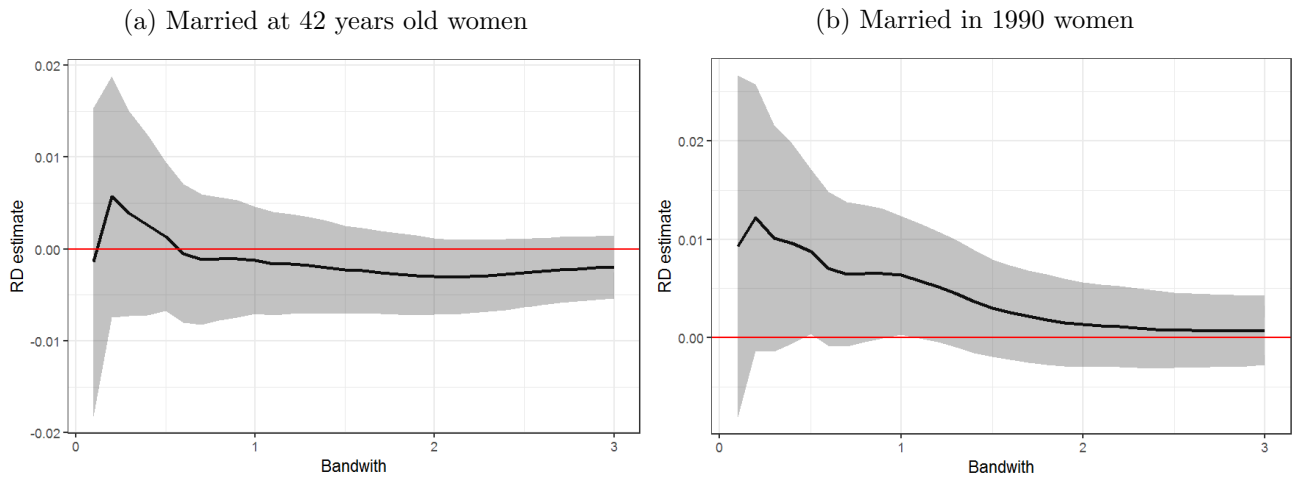 (a) Married at 42 years old women
0.02
0.01
0.00
-0.01
-0.02
RD estimate
0
1
2
3
Bandwith
(b) Married in 1990 women
0.02
0.01
0.00
RD estimate
0
1
2
3
Bandwith